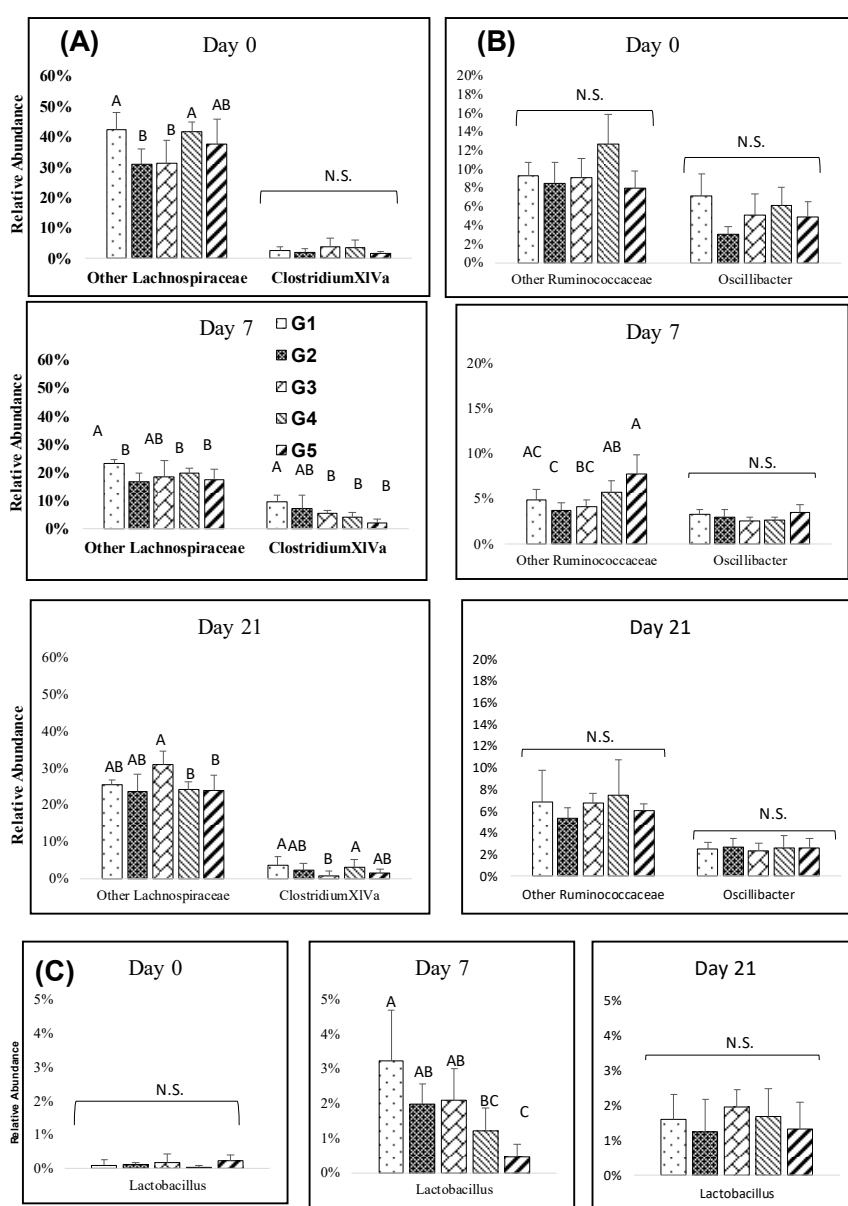 (A)
Day 0
60%
50%
40%
30%
20%
10%
0%
Relative Abundance
A
B
B
A
AB
N.S.
Other Lachnospiraceae
ClostridiumXlVa
(B)
Day 0
20%
18%
16%
14%
12%
10%
8%
6%
4%
2%
0%
N.S.
N.S.
Other Ruminococcaceae
Oscillibacter
Day 7
60%
50%
40%
30%
20%
10%
0%
Relative Abundance
G1
G2
G3
G4
G5
A
B
AB
B
B
A
AB
B
B
B
Other Lachnospiraceae
ClostridiumXlVa
Day 7
20%
15%
10%
5%
0%
AC
C
BC
AB
A
N.S.
Other Ruminococcaceae
Oscillibacter
Day 21
60%
50%
40%
30%
20%
10%
0%
Relative Abundance
AB
AB
A
B
B
A
AB
B
A
AB
Other Lachnospiraceae
ClostridiumXlVa
Day 21
20%
18%
16%
14%
12%
10%
8%
6%
4%
2%
0%
N.S.
N.S.
Other Ruminococcaceae
Oscillibacter
(C)
Day 0
5%
4%
3%
2%
1%
0%
Relative Abundance
N.S.
Lactobacillus
Day 7
5%
4%
3%
2%
1%
0%
A
AB
AB
BC
C
Lactobacillus
Day 21
5%
4%
3%
2%
1%
0%
N.S.
Lactobacillus